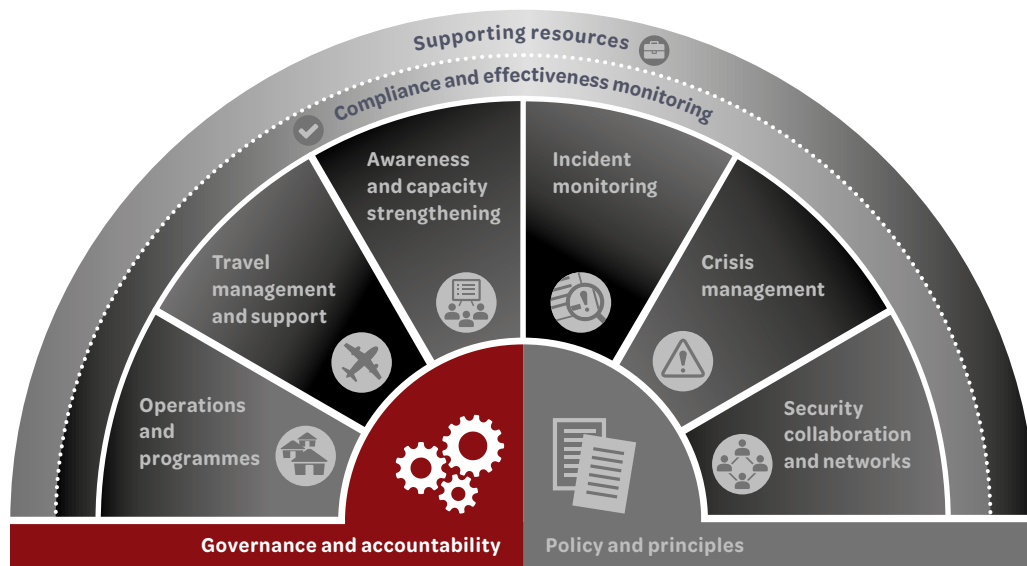 Supporting resources
Compliance and effectiveness monitoring
Awareness
and capacity
strengthening
Incident
monitoring
Travel
management
and support
Crisis
management
Operations
and
programmes
Security
collaboration
and networks
Governance and accountability
Policy and principles